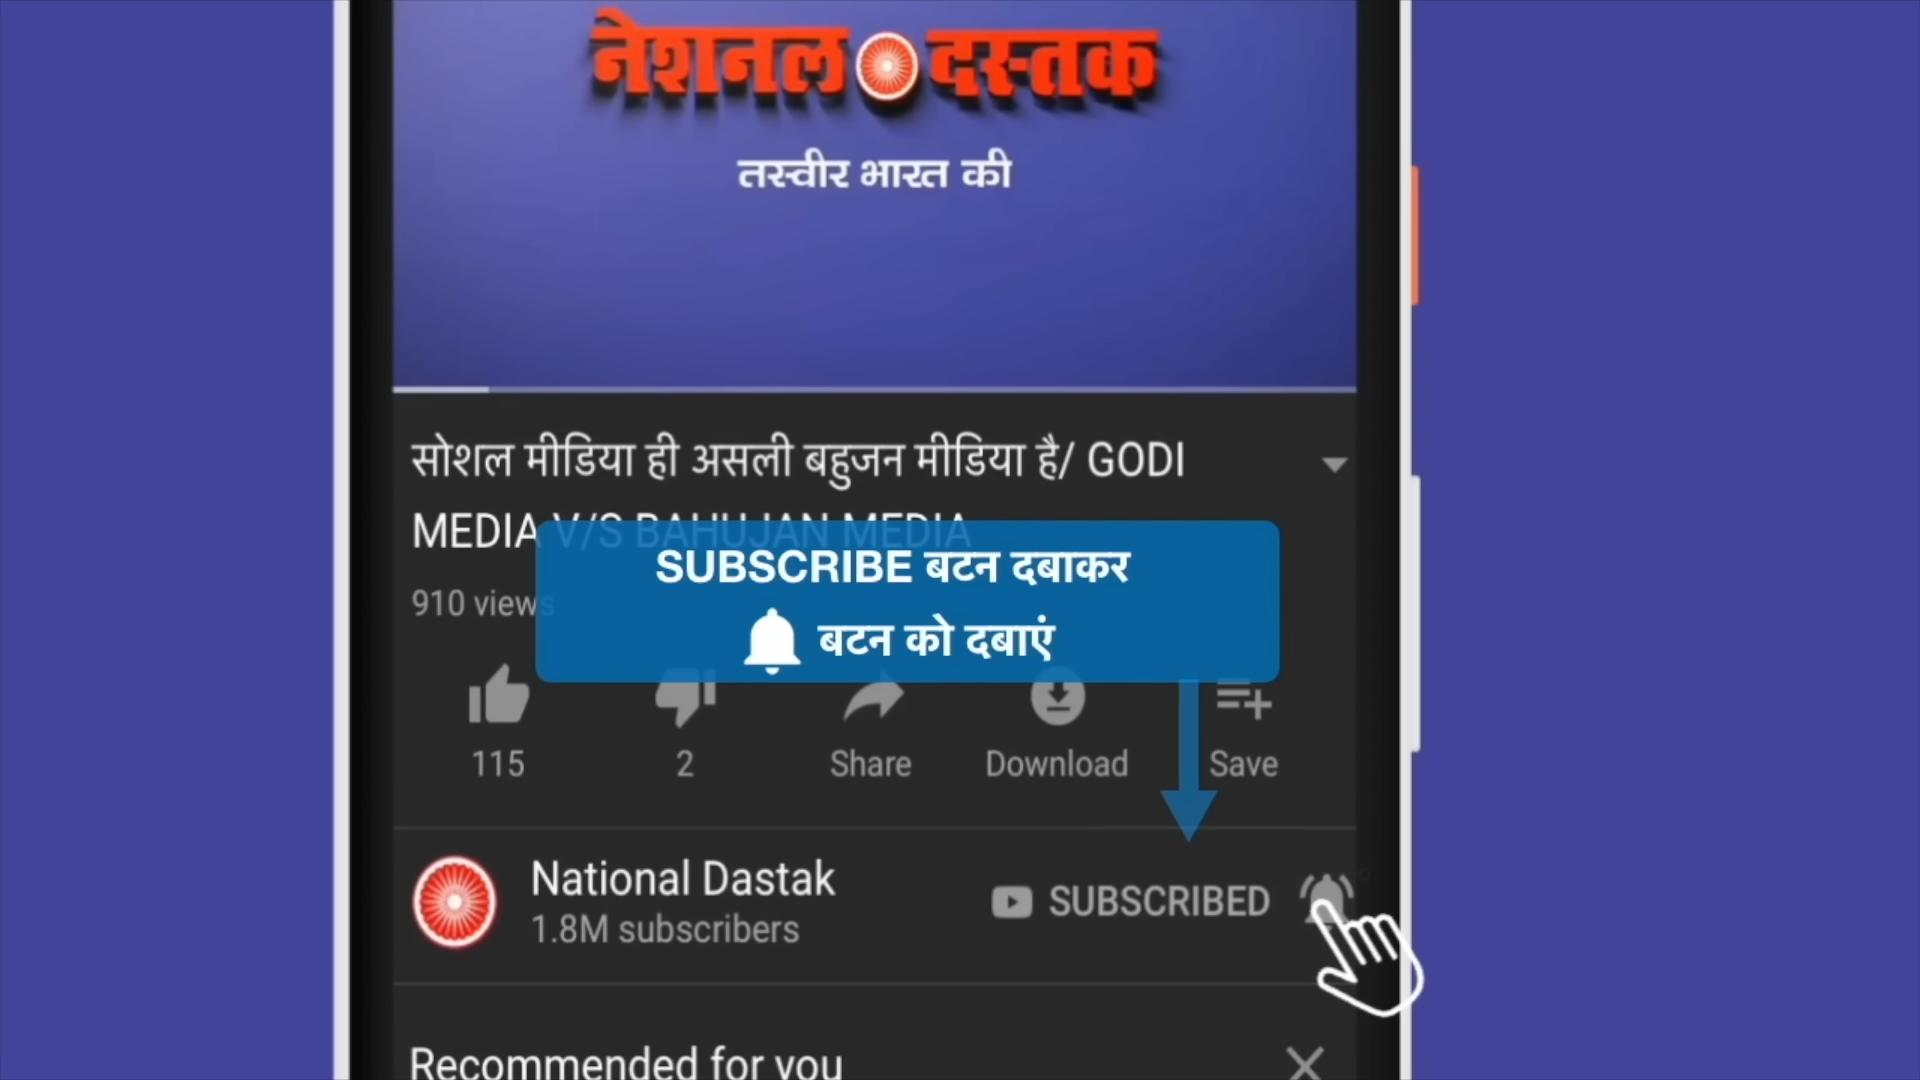 नेशनल दस्तक
तस्वीर भारत की
सोशल मीडिया ही असली बहुजन मीडिया है/ GODI
MEDIA V/S BAHUJAN MEDIA
910 views
SUBSCRIBE बटन दबाकर
बटन को दबाएं
115
2
Share
Download
Save
National Dastak
SUBSCRIBED
1.8M subscribers
Recommended for you